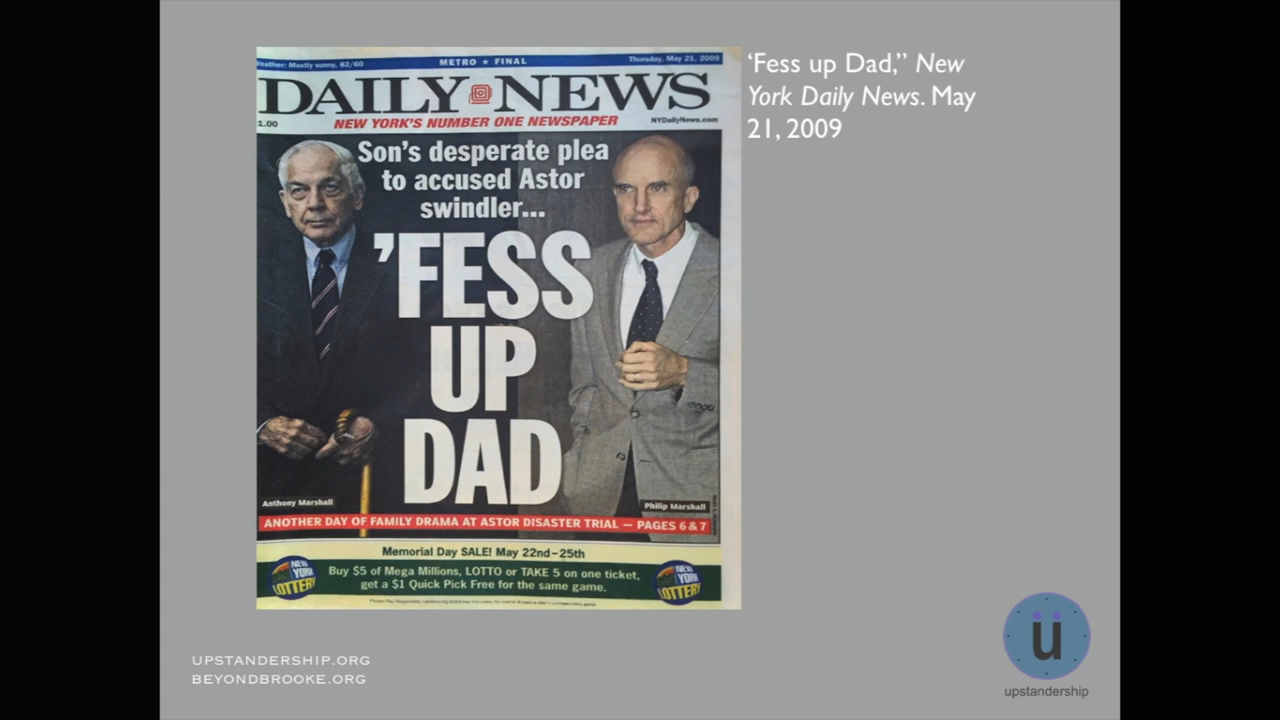 'Fess up Dad,” New
York Daily News. May
21, 2009
eather: Mostly sunny, 82/60
METRO ★ FINAL
Thursday, May 21, 2009
DAILY NEWS
1.00
NEW YORK'S NUMBER ONE NEWSPAPER
NYDailyNews.com
Son's desperate plea
to accused Astor
swindler...
'FESS
UP
DAD
Anthony Marshall
Philip Marshall
ANOTHER DAY OF FAMILY DRAMA AT ASTOR DISASTER TRIAL — PAGES 6 & 7
Memorial Day SALE! May 22nd–25th
NEW YORK LOTTERY
Buy $5 of Mega Millions, LOTTO or TAKE 5 on one ticket,
get a $1 Quick Pick Free for the same game.
NEW YORK LOTTERY
UPSTANDERSHIP.ORG
BEYONDBROOKE.ORG
ü
upstandership